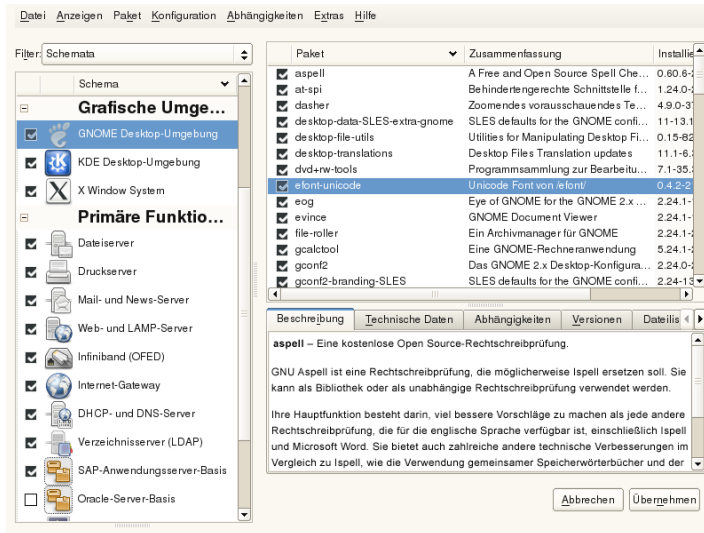 Datei Anzeigen Paket Konfiguration Abhängigkeiten Extras Hilfe
Filter: Schemata
Schema
Grafische Umge...
GNOME Desktop-Umgebung
KDE Desktop-Umgebung
X Window System
Primäre Funktio...
Dateiserver
Druckserver
Mail- und News-Server
Web- und LAMP-Server
Infiniband (OFED)
Internet-Gateway
DHCP- und DNS-Server
Verzeichnisserver (LDAP)
SAP-Anwendungsserver-Basis
Oracle-Server-Basis
Paket Zusammenfassung Installie
aspell A Free and Open Source Spell Che... 0.60.6-
at-spi Behindertengerechte Schnittstelle f... 1.24.0-
dasher Zoomendes vorausschauendes Te... 4.9.0-3
desktop-data-SLES-extra-gnome SLES defaults for the GNOME confi... 11-13.1
desktop-file-utils Utilities for Manipulating Desktop Fi... 0.15-82
desktop-translations Desktop Files Translation updates 11.1-6.
dvd+rw-tools Programmsammlung zur Bearbeitu... 7.1-35.
efont-unicode Unicode Font von /efont/ 0.4.2-2
eog Eye of GNOME for the GNOME 2.x ... 2.24.1-
evince GNOME Document Viewer 2.24.1-
file-roller Ein Archivmanager für GNOME 2.24.1-
gcalctool Eine GNOME-Rechneranwendung 5.24.1-
gconf2 Das GNOME 2.x Desktop-Konfigura... 2.24.0-
gconf2-branding-SLES SLES defaults for the GNOME confi... 2.24-13
Beschreibung Technische Daten Abhängigkeiten Versionen Dateilis
aspell – Eine kostenlose Open Source-Rechtschreibprüfung.
GNU Aspell ist eine Rechtschreibprüfung, die möglicherweise Ispell ersetzen soll. Sie
kann als Bibliothek oder als unabhängige Rechtschreibprüfung verwendet werden.
Ihre Hauptfunktion besteht darin, viel bessere Vorschläge zu machen als jede andere
Rechtschreibprüfung, die für die englische Sprache verfügbar ist, einschließlich Ispell
und Microsoft Word. Sie bietet auch zahlreiche andere technische Verbesserungen im
Vergleich zu Ispell, wie die Verwendung gemeinsamer Speicherwörterbücher und der
Abbrechen Übernehmen